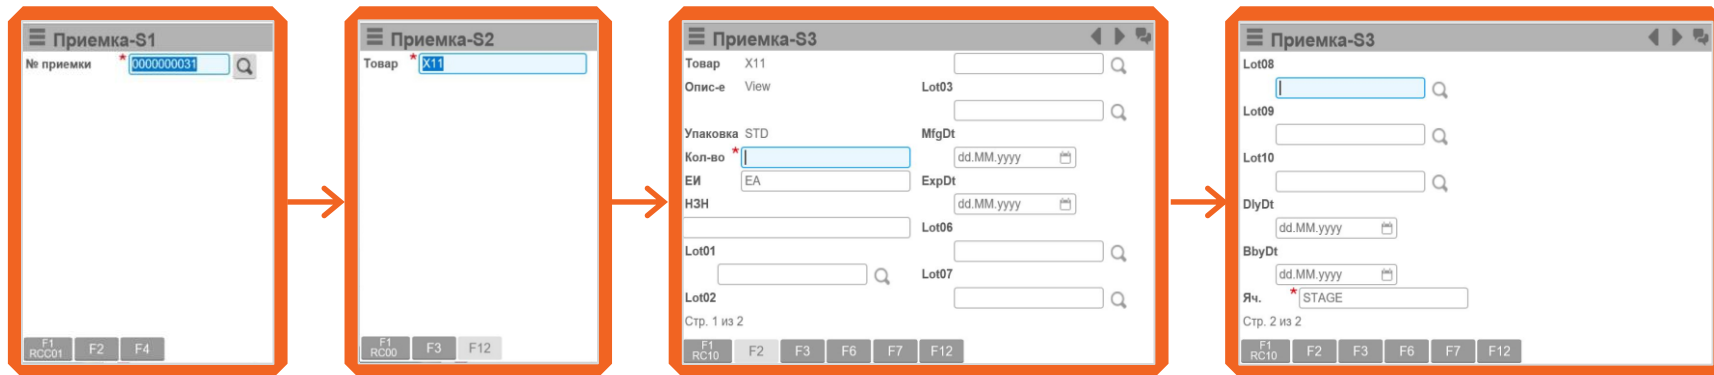 Приемка-S1
№ приемки * 0000000031
F1 RCC01 F2 F4
Приемка-S2
Товар * X11
F1 RC00 F3 F12
Приемка-S3
Товар X11
Опис-е View
Упаковка STD
Кол-во *
ЕИ EA
НЗН
Lot01
Lot02
Стр. 1 из 2
Lot03
MfgDt
dd.MM.yyyy
ExpDt
dd.MM.yyyy
Lot06
Lot07
F1 RC10 F2 F3 F6 F7 F12
Приемка-S3
Lot08
Lot09
Lot10
DlyDt
dd.MM.yyyy
BbyDt
dd.MM.yyyy
Яч. * STAGE
Стр. 2 из 2
F1 RC10 F2 F3 F6 F7 F12